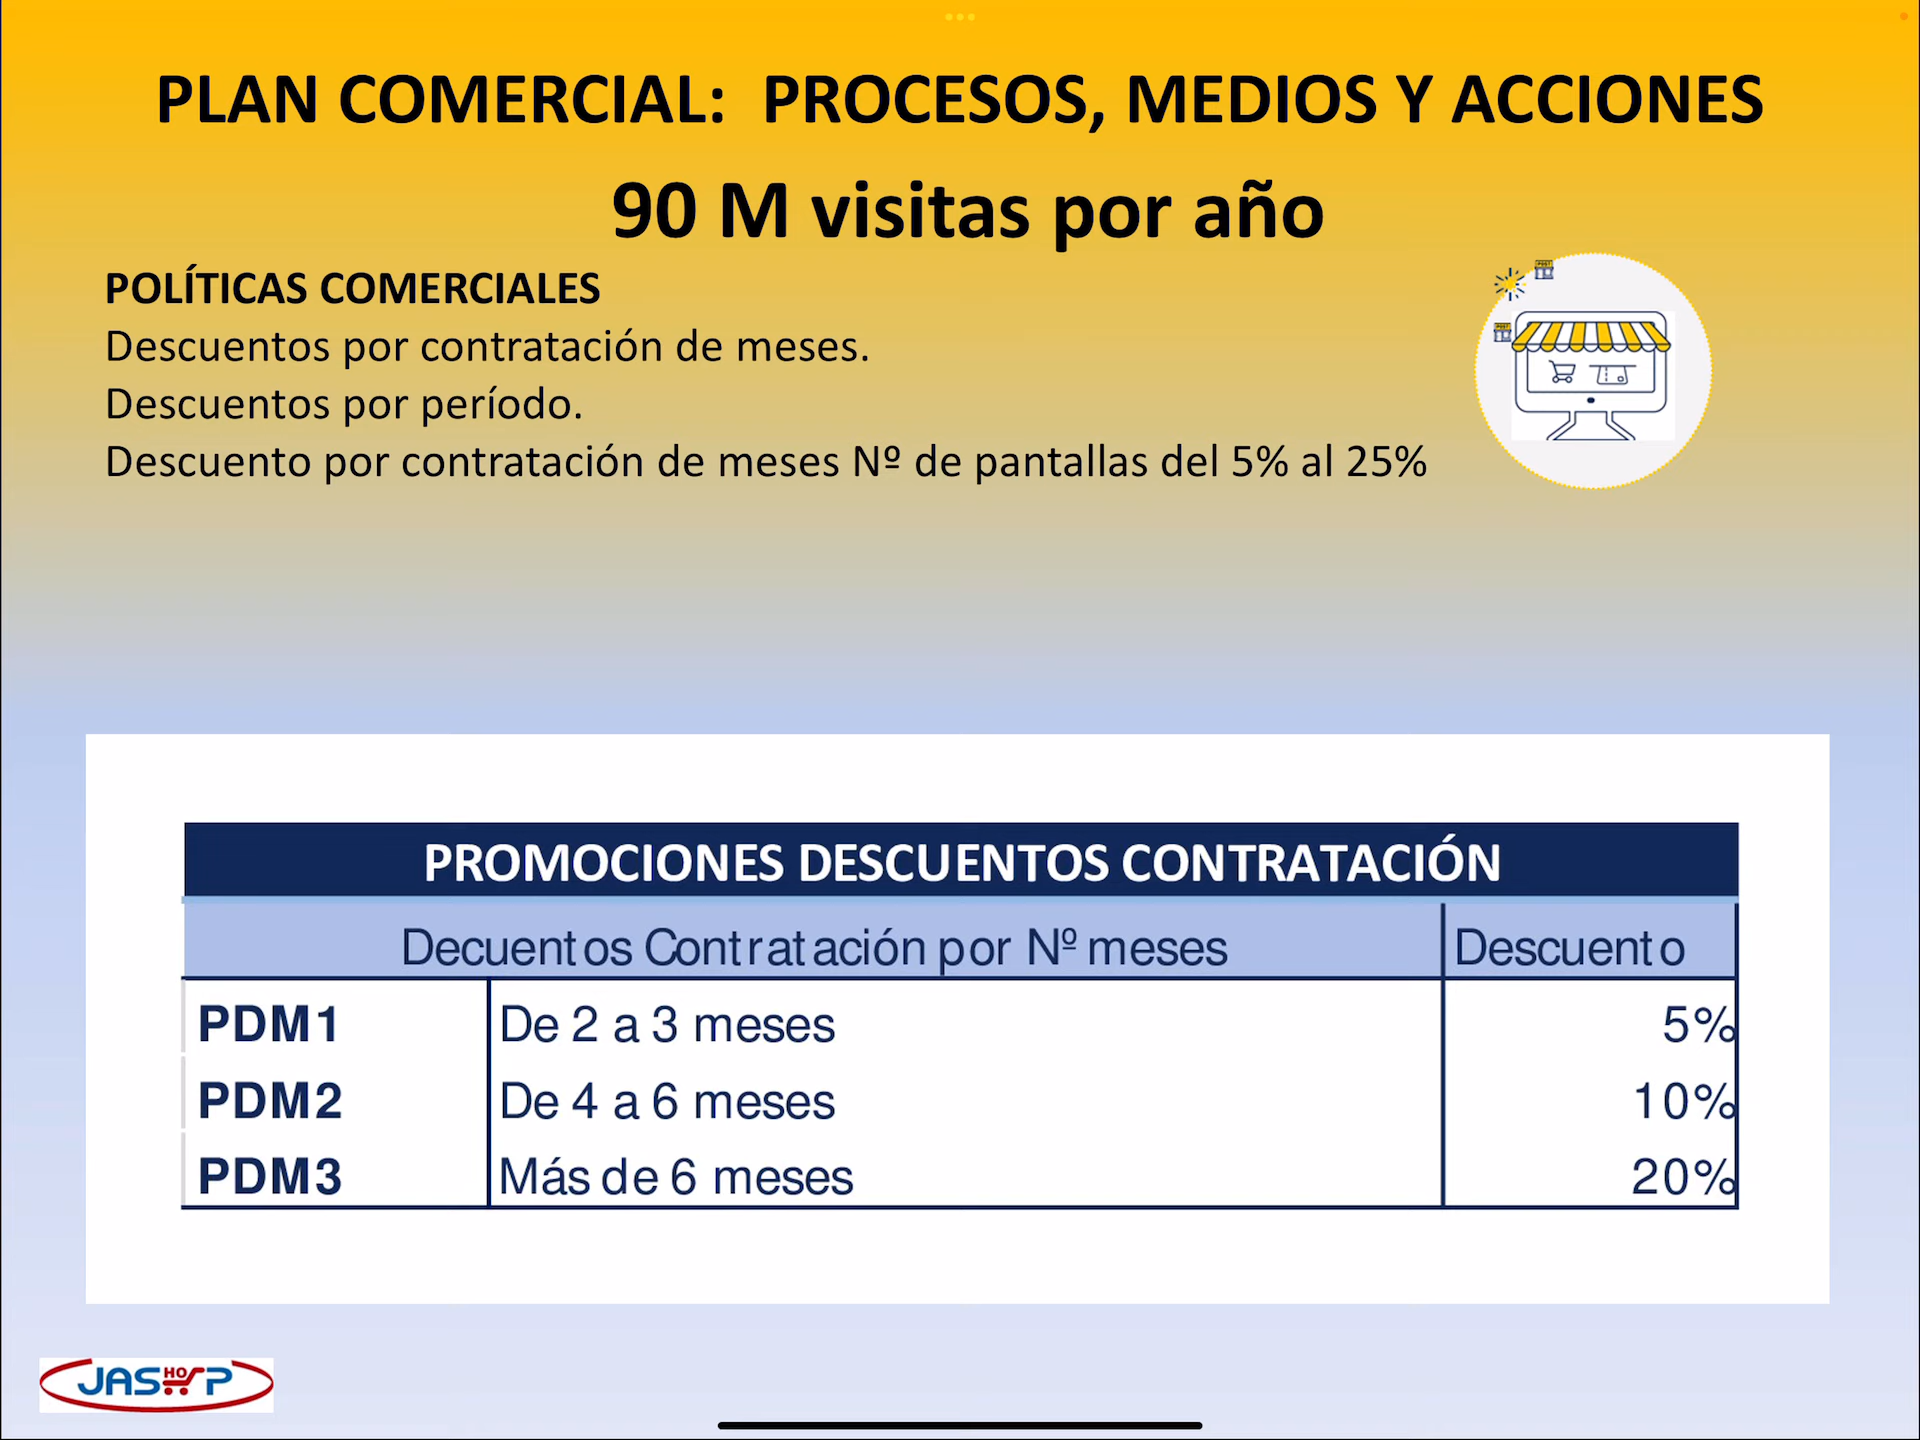 PLAN COMERCIAL: PROCESOS, MEDIOS Y ACCIONES
90 M visitas por año
POLÍTICAS COMERCIALES
Descuentos por contratación de meses.
Descuentos por período.
Descuento por contratación de meses Nº de pantallas del 5% al 25%
PROMOCIONES DESCUENTOS CONTRATACIÓN
Decuentos Contratación por Nº meses Descuento
PDM1 De 2 a 3 meses 5%
PDM2 De 4 a 6 meses 10%
PDM3 Más de 6 meses 20%
JASHOP